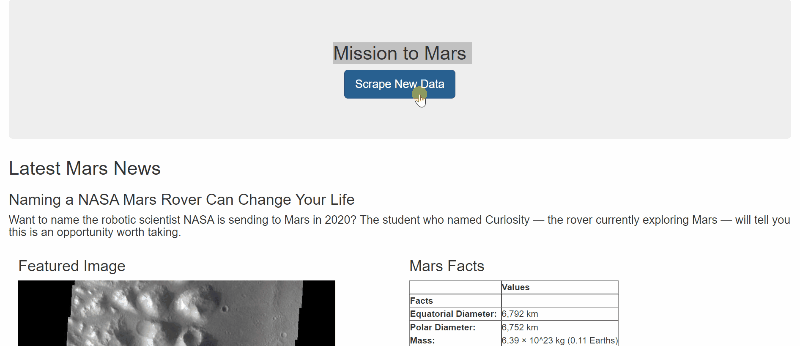 Mission to Mars
Scrape New Data
Latest Mars News
Naming a NASA Mars Rover Can Change Your Life
Want to name the robotic scientist NASA is sending to Mars in 2020? The student who named Curiosity — the rover currently exploring Mars — will tell you
this is an opportunity worth taking.
Featured Image
Mars Facts
Values
Facts
Equatorial Diameter: 6,792 km
Polar Diameter: 6,752 km
Mass: 6.39 × 10^23 kg (0.11 Earths)